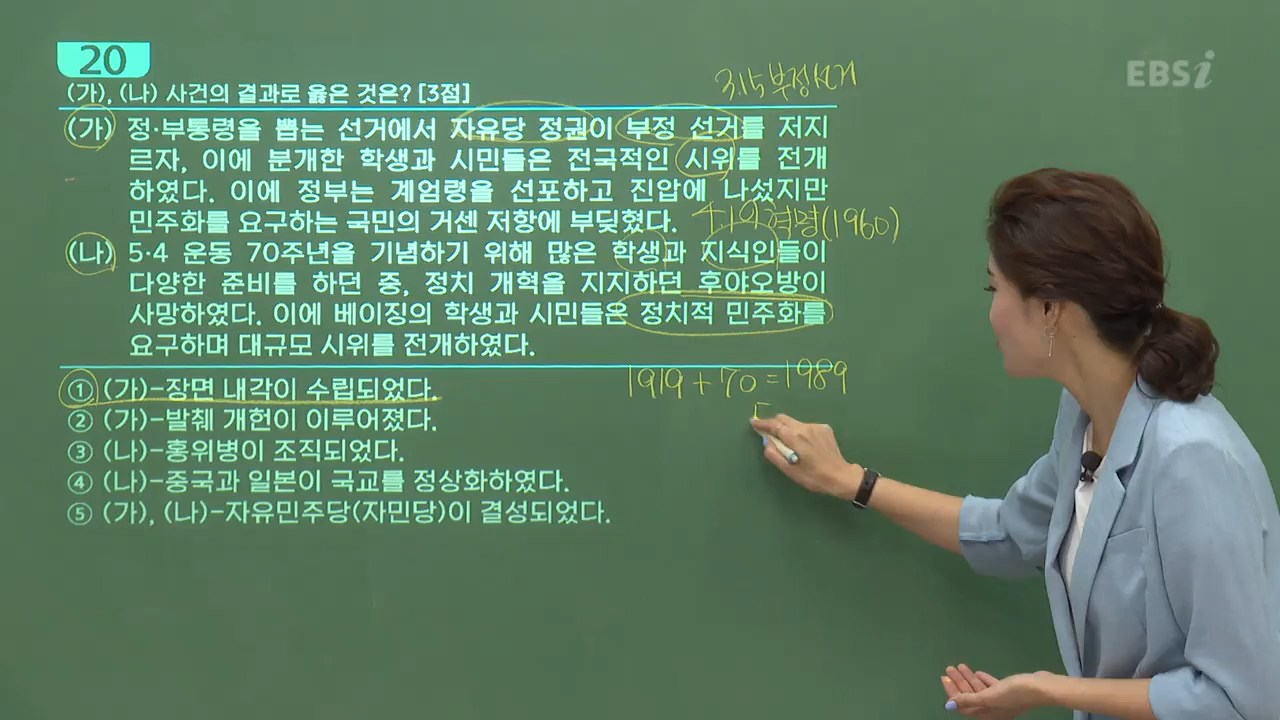 20
EBSi
(가), (나) 사건의 결과로 옳은 것은? [3점]
3.15 부정선거
(가) 정·부통령을 뽑는 선거에서 자유당 정권이 부정 선거를 저지
르자, 이에 분개한 학생과 시민들은 전국적인 시위를 전개
하였다. 이에 정부는 계엄령을 선포하고 진압에 나섰지만
민주화를 요구하는 국민의 거센 저항에 부딪혔다.
4.19 혁명(1960)
(나) 5·4 운동 70주년을 기념하기 위해 많은 학생과 지식인들이
다양한 준비를 하던 중, 정치 개혁을 지지하던 후야오방이
사망하였다. 이에 베이징의 학생과 시민들은 정치적 민주화를
요구하며 대규모 시위를 전개하였다.
1919+70=1989
① (가)-장면 내각이 수립되었다.
② (가)-발췌 개헌이 이루어졌다.
③ (나)-홍위병이 조직되었다.
④ (나)-중국과 일본이 국교를 정상화하였다.
⑤ (가), (나)-자유민주당(자민당)이 결성되었다.